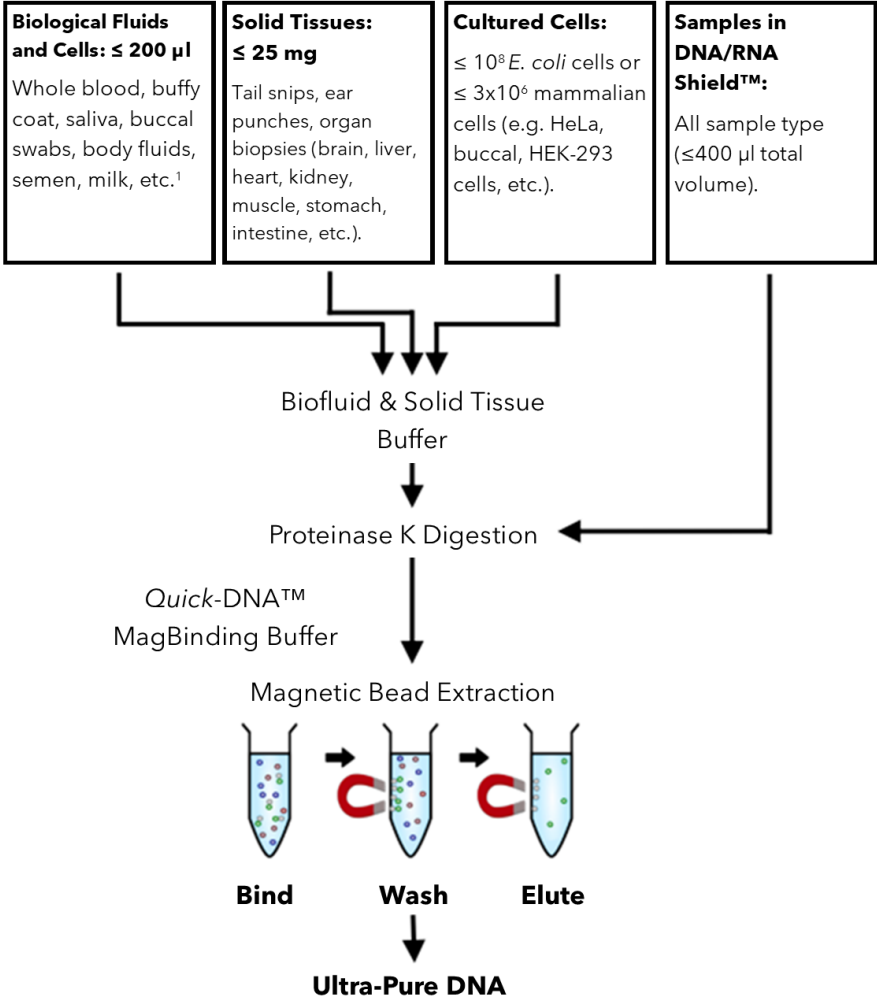 Biological Fluids
and Cells: ≤ 200 µl
Whole blood, buffy
coat, saliva, buccal
swabs, body fluids,
semen, milk, etc.¹
Solid Tissues:
≤ 25 mg
Tail snips, ear
punches, organ
biopsies (brain, liver,
heart, kidney,
muscle, stomach,
intestine, etc.).
Cultured Cells:
≤ 10⁸ E. coli cells or
≤ 3x10⁶ mammalian
cells (e.g. HeLa,
buccal, HEK-293
cells, etc.).
Samples in
DNA/RNA
Shield™:
All sample type
(≤400 µl total
volume).
Biofluid & Solid Tissue
Buffer
Proteinase K Digestion
Quick-DNA™
MagBinding Buffer
Magnetic Bead Extraction
Bind
Wash
Elute
Ultra-Pure DNA